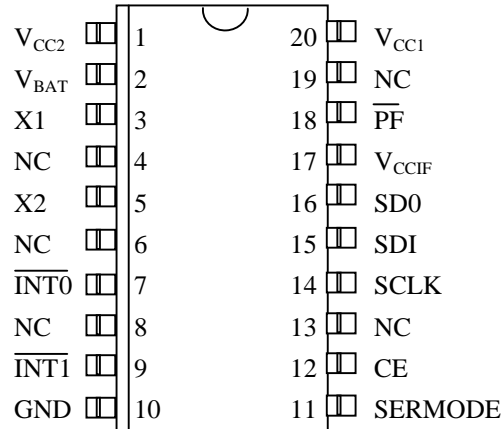 VCC2 1 20 VCC1
VBAT 2 19 NC
X1 3 18 PF
NC 4 17 VCCIF
X2 5 16 SD0
NC 6 15 SDI
INT0 7 14 SCLK
NC 8 13 NC
INT1 9 12 CE
GND 10 11 SERMODE